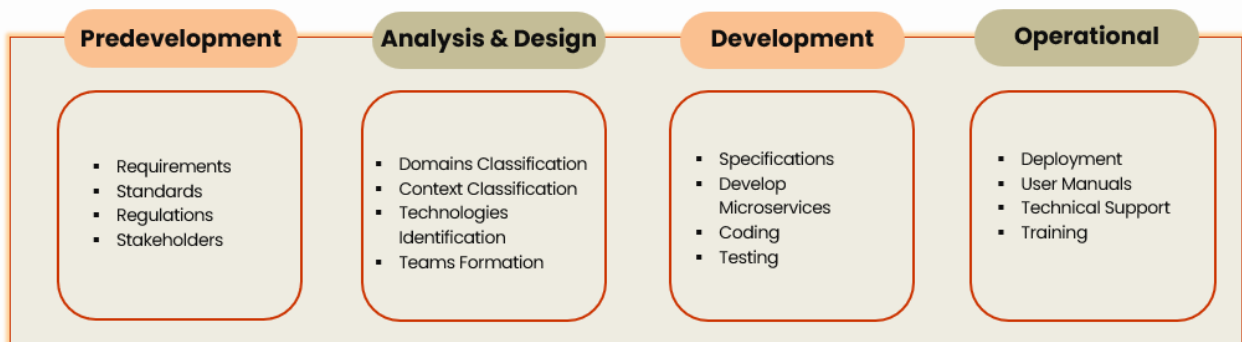 Predevelopment
Analysis & Design
Development
Operational
▪ Requirements
▪ Standards
▪ Regulations
▪ Stakeholders
▪ Domains Classification
▪ Context Classification
▪ Technologies
Identification
▪ Teams Formation
▪ Specifications
▪ Develop
Microservices
▪ Coding
▪ Testing
▪ Deployment
▪ User Manuals
▪ Technical Support
▪ Training